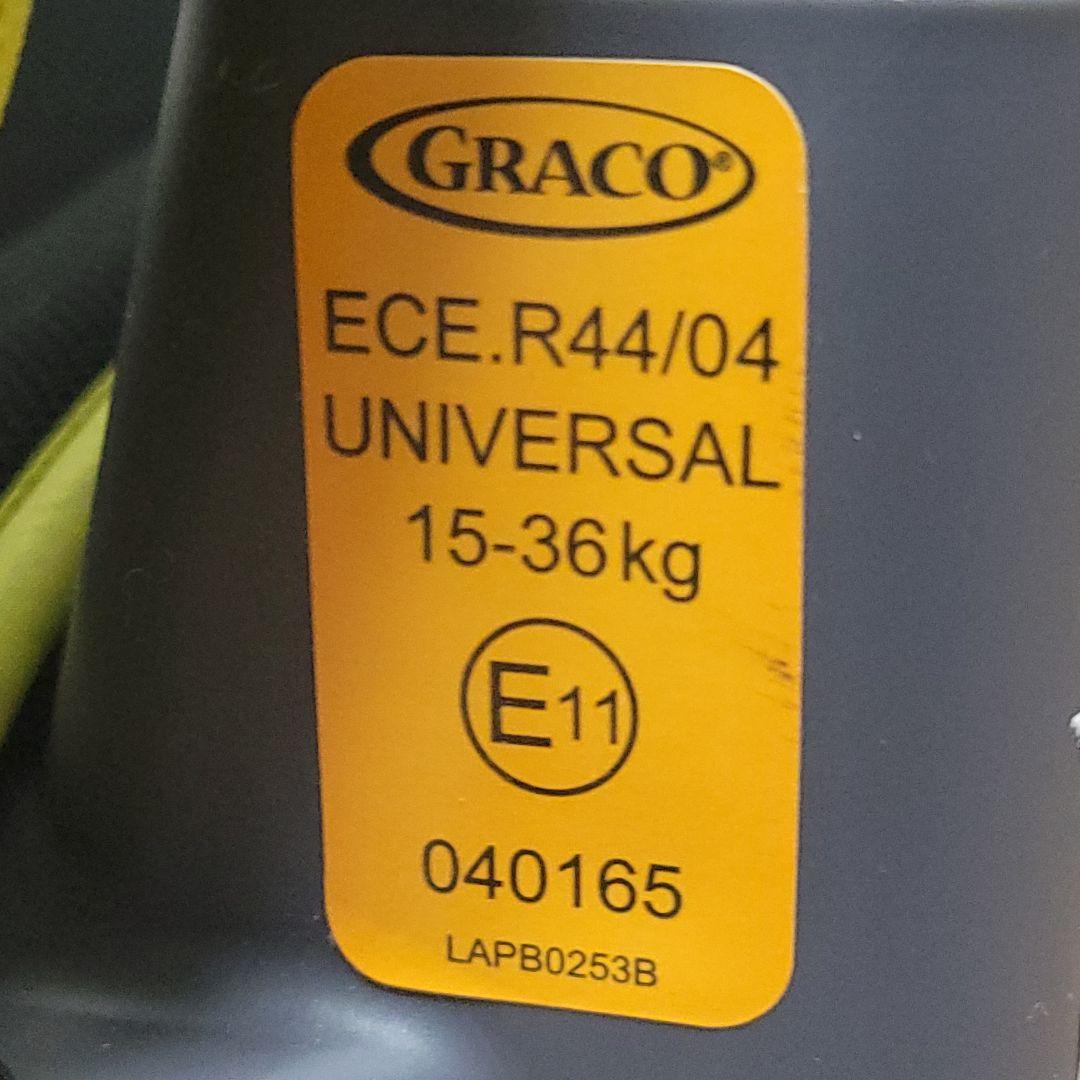 GRACO®
ECE.R44/04
UNIVERSAL
15-36kg
E11
040165
LAPB0253B